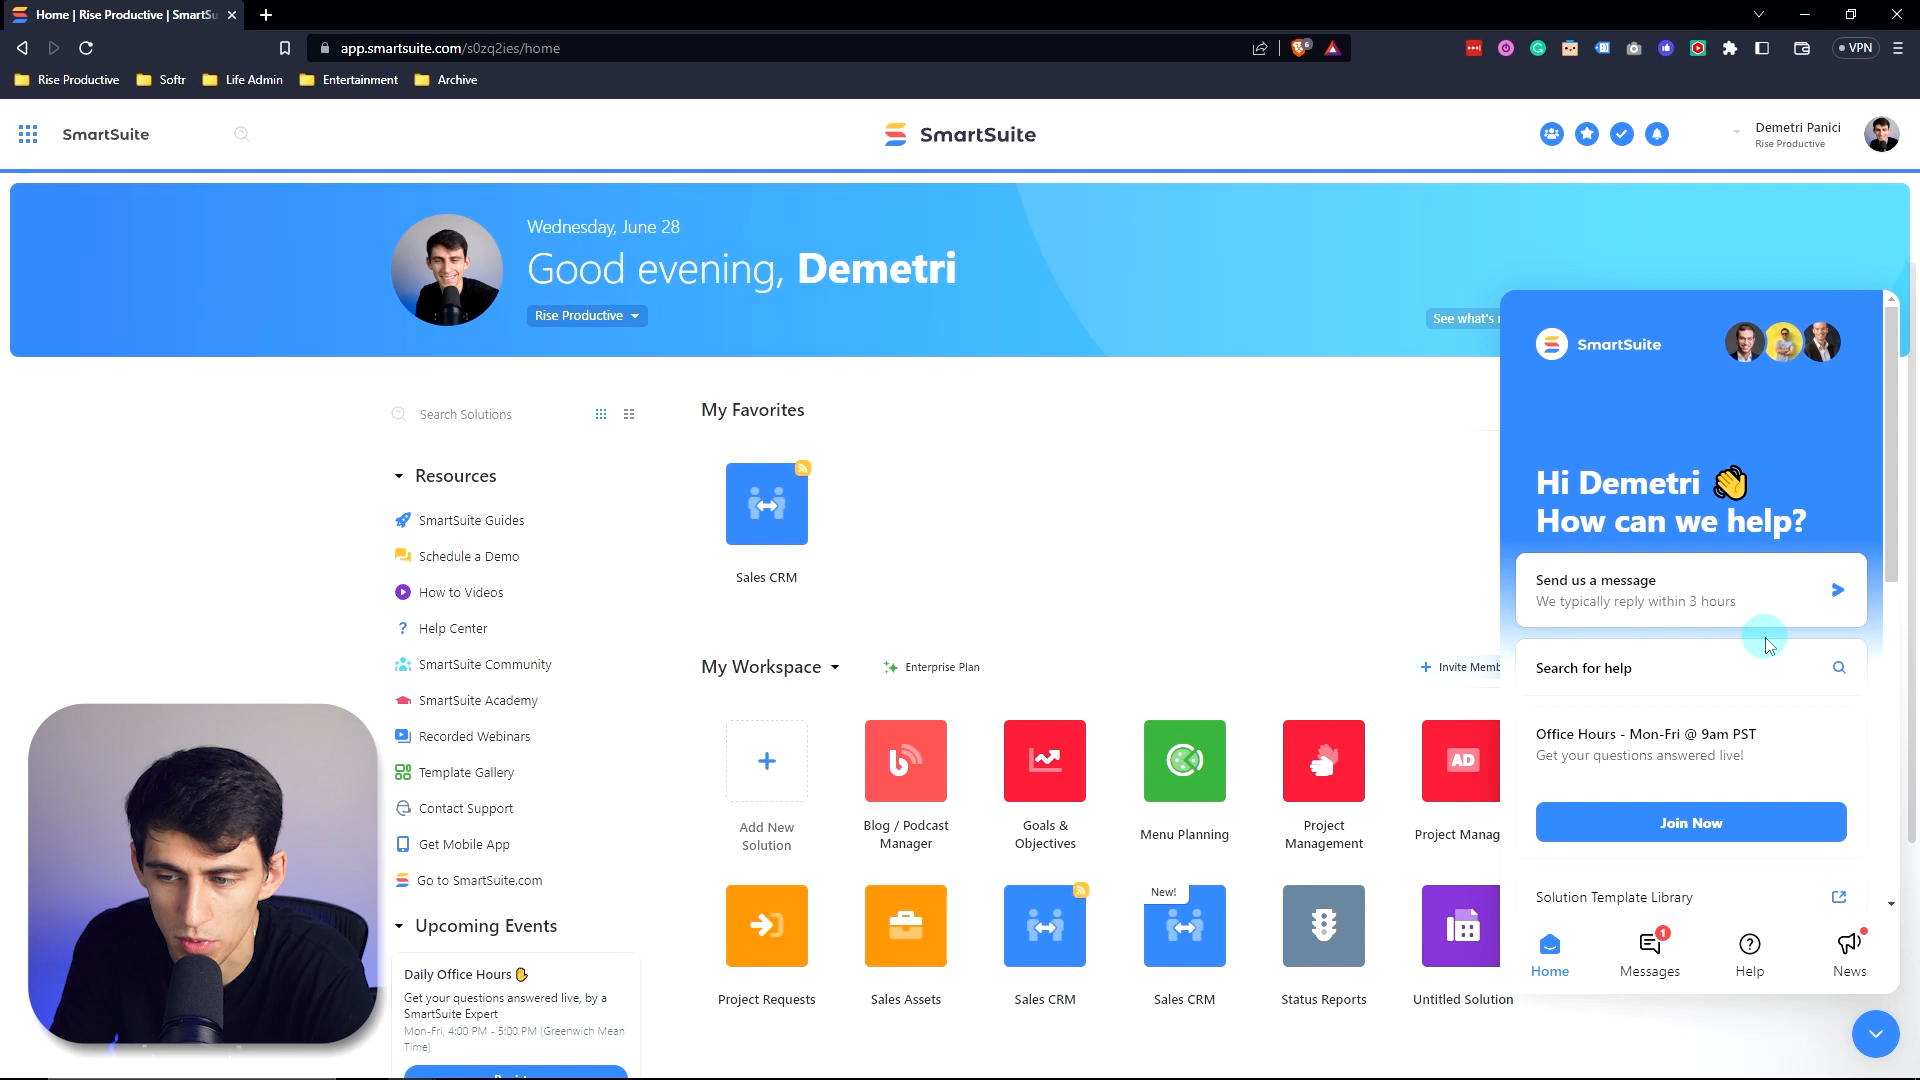 Home | Rise Productive | SmartSu
app.smartsuite.com/s0zq2ies/home
6
VPN
Rise Productive
Softr
Life Admin
Entertainment
Archive
SmartSuite
SmartSuite
Demetri Panici
Rise Productive
Wednesday, June 28
Good evening, Demetri
Rise Productive
See what's
Search Solutions
Resources
SmartSuite Guides
Schedule a Demo
How to Videos
Help Center
SmartSuite Community
SmartSuite Academy
Recorded Webinars
Template Gallery
Contact Support
Get Mobile App
Go to SmartSuite.com
Upcoming Events
Daily Office Hours
Get your questions answered live, by a
SmartSuite Expert
Mon-Fri, 4:00 PM - 5:00 PM (Greenwich Mean
Time)
My Favorites
Sales CRM
My Workspace
Enterprise Plan
+ Invite Memb
Add New
Solution
Blog / Podcast
Manager
Goals &
Objectives
Menu Planning
Project
Management
AD
Project Manag
Project Requests
Sales Assets
Sales CRM
New!
Sales CRM
Status Reports
Untitled Solution
SmartSuite
Hi Demetri
How can we help?
Send us a message
We typically reply within 3 hours
Search for help
Office Hours - Mon-Fri @ 9am PST
Get your questions answered live!
Join Now
Solution Template Library
Home
1
Messages
Help
News